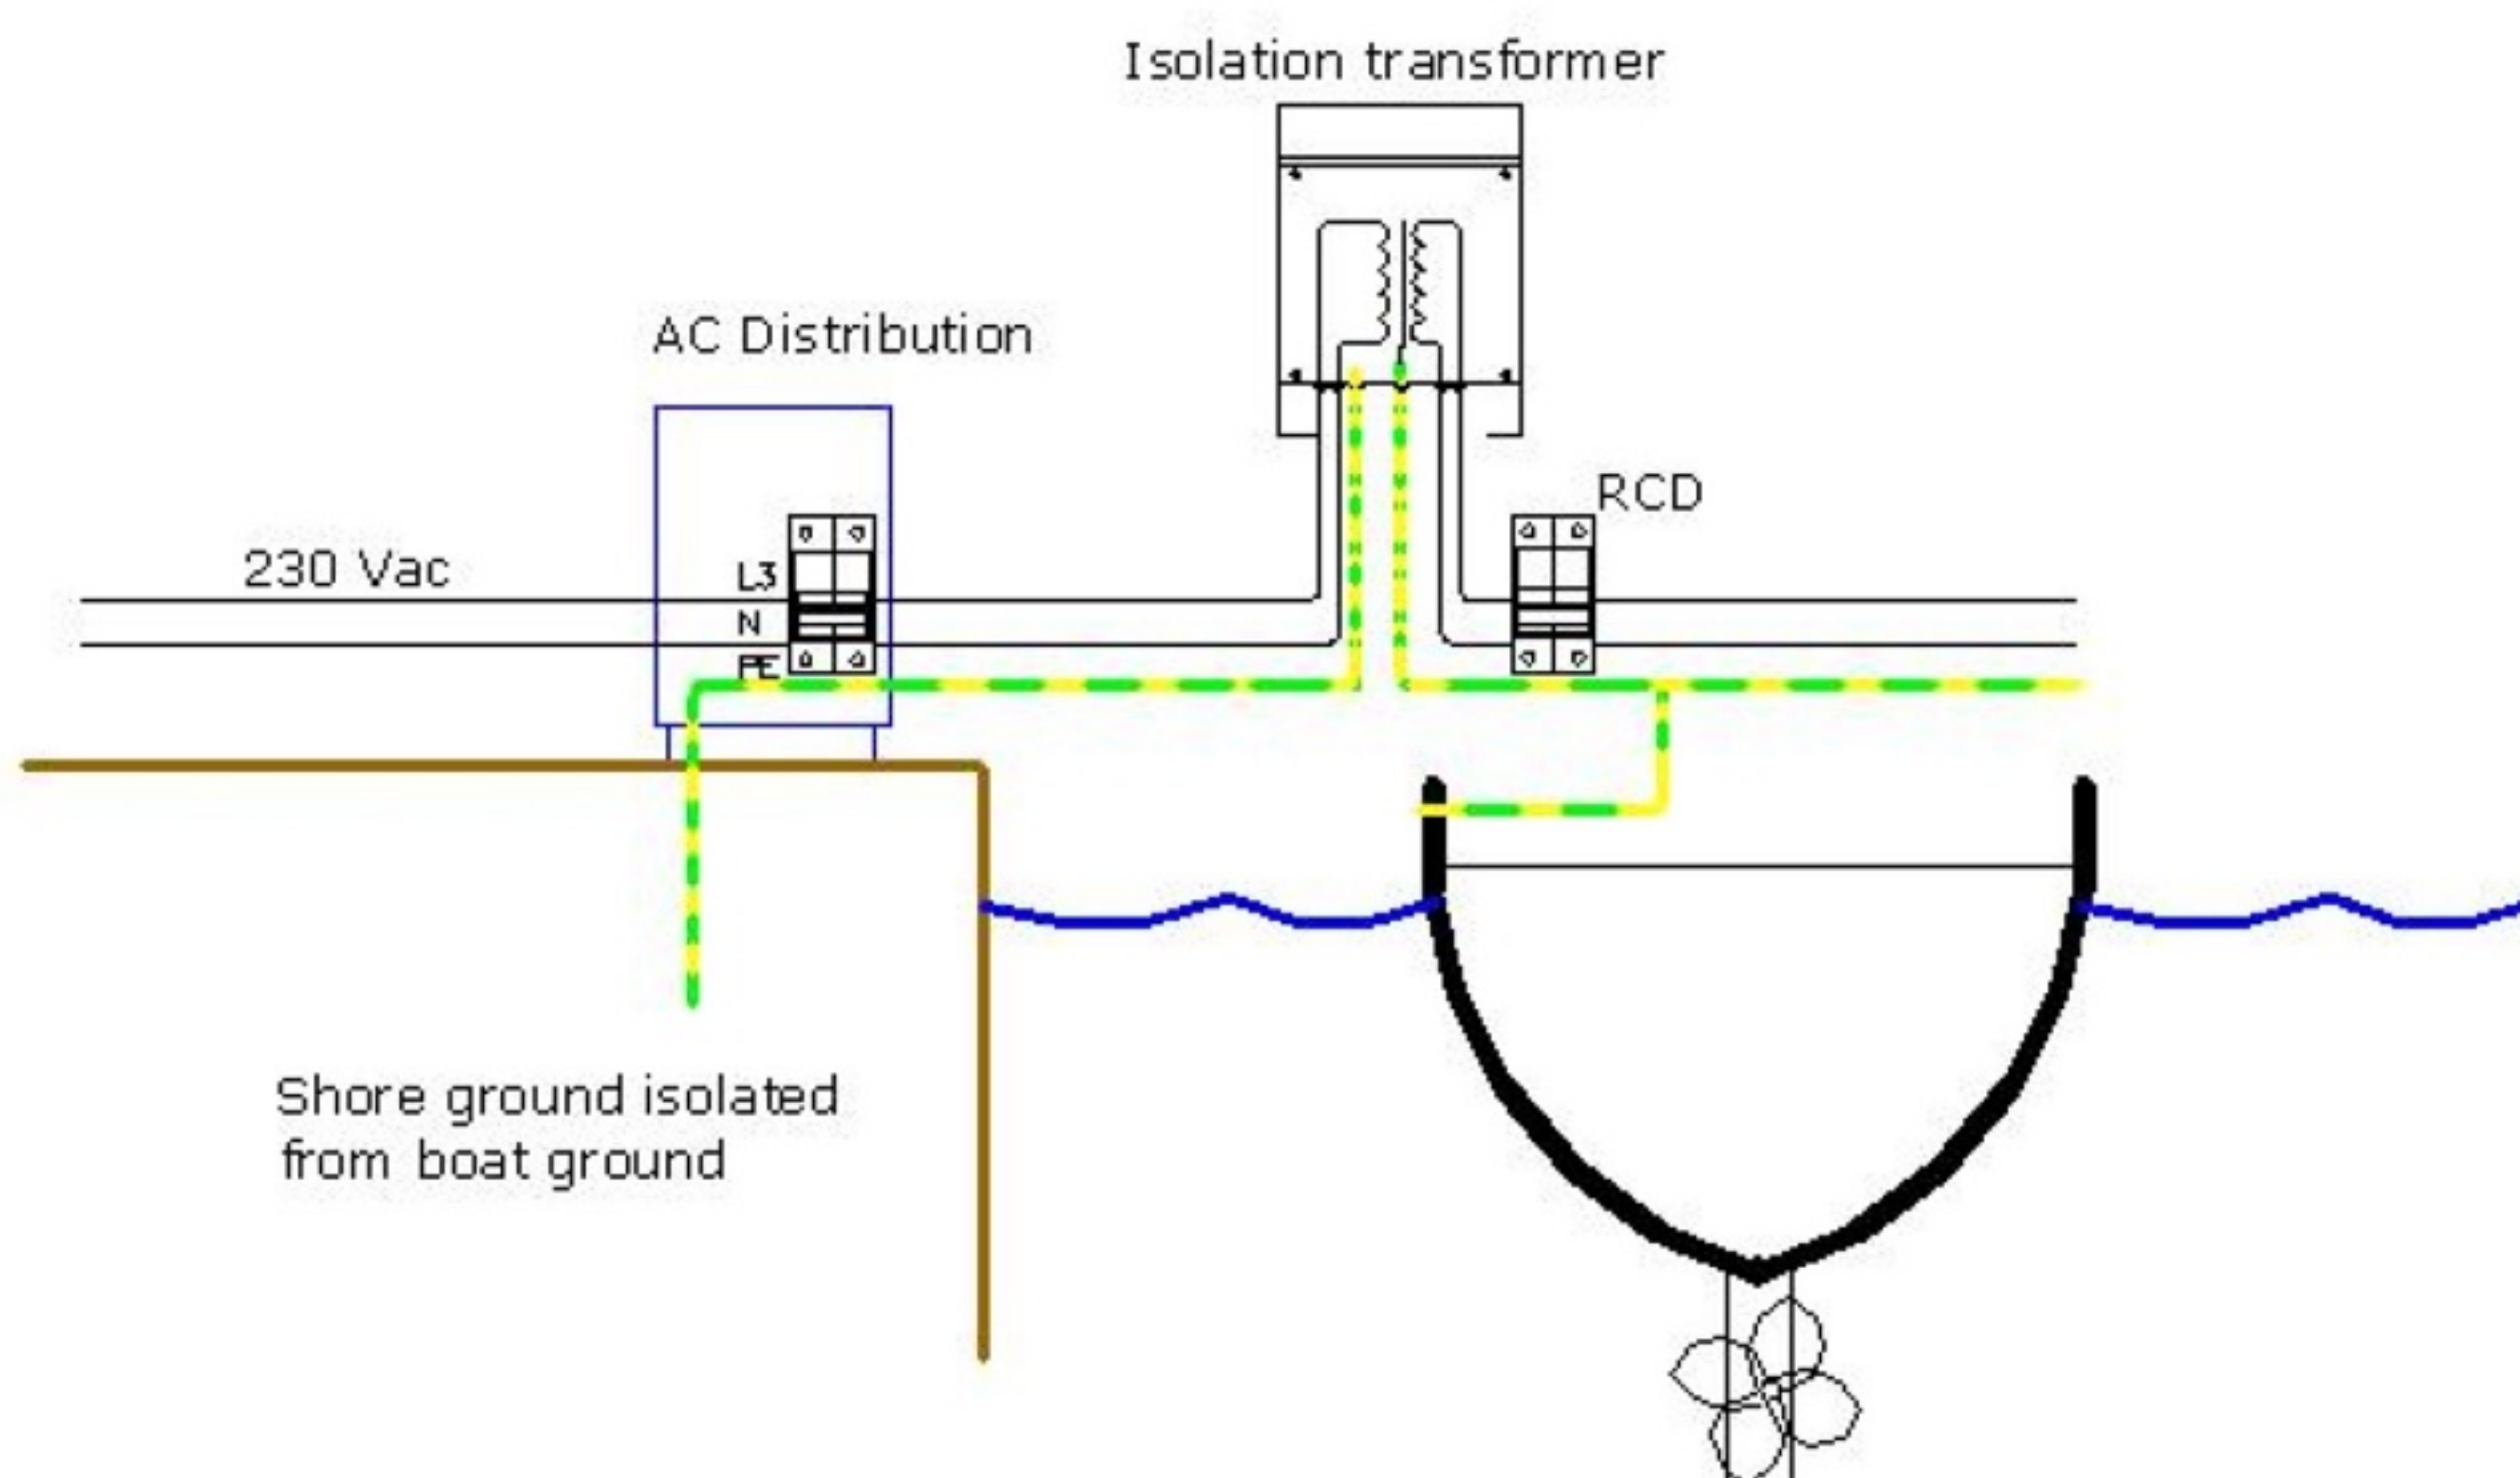 Isolation transformer
AC Distribution
RCD
230 Vac
L3
N
PE
Shore ground isolated
from boat ground